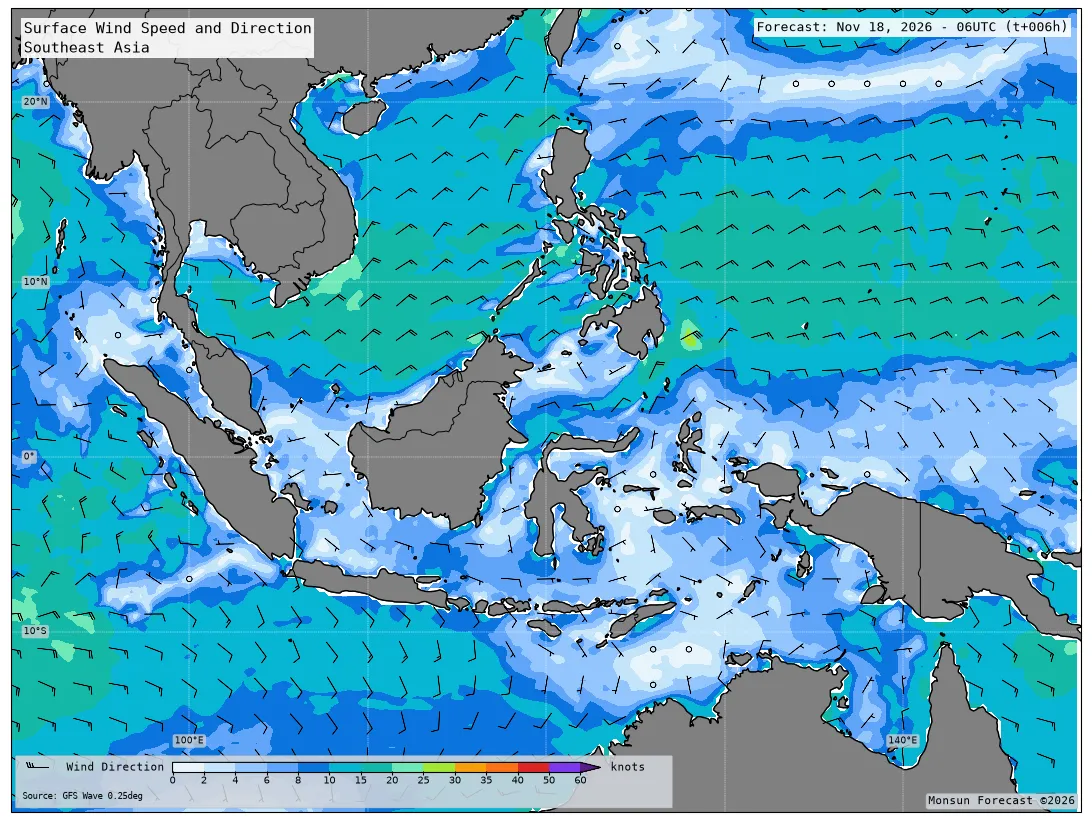 Surface Wind Speed and Direction
Southeast Asia
Forecast: Nov 18, 2026 - 06UTC (t+006h)
20°N
10°N
0°
10°S
100°E
140°E
Wind Direction
0 2 4 6 8 10 15 20 25 30 35 40 50 60
knots
Source: GFS Wave 0.25deg
Monsun Forecast ©2026